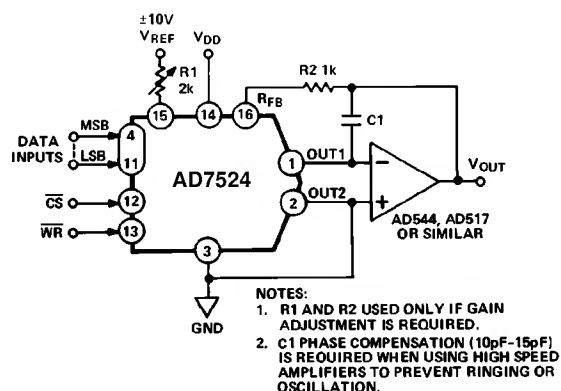 ±10V
VREF
VDD
R1
2k
RFB
R2 1k
C1
15
14
16
MSB
DATA
INPUTS
LSB
4
11
AD7524
1
OUT1
2
OUT2
−
+
VOUT
AD544, AD517
OR SIMILAR
CS
12
WR
13
3
GND
NOTES:
1. R1 AND R2 USED ONLY IF GAIN
ADJUSTMENT IS REQUIRED.
2. C1 PHASE COMPENSATION (10pF-15pF)
IS REQUIRED WHEN USING HIGH SPEED
AMPLIFIERS TO PREVENT RINGING OR
OSCILLATION.